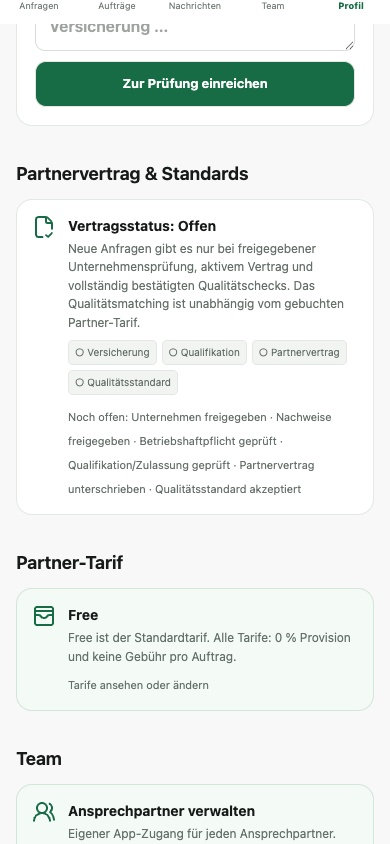 Anfragen Aufträge Nachrichten Team Profil
Versicherung ...
Zur Prüfung einreichen
Partnervertrag & Standards
Vertragsstatus: Offen
Neue Anfragen gibt es nur bei freigegebener
Unternehmensprüfung, aktivem Vertrag und
vollständig bestätigten Qualitätschecks. Das
Qualitätsmatching ist unabhängig vom gebuchten
Partner-Tarif.
Versicherung Qualifikation Partnervertrag
Qualitätsstandard
Noch offen: Unternehmen freigegeben · Nachweise
freigegeben · Betriebshaftpflicht geprüft ·
Qualifikation/Zulassung geprüft · Partnervertrag
unterschrieben · Qualitätsstandard akzeptiert
Partner-Tarif
Free
Free ist der Standardtarif. Alle Tarife: 0 % Provision
und keine Gebühr pro Auftrag.
Tarife ansehen oder ändern
Team
Ansprechpartner verwalten
Eigener App-Zugang für jeden Ansprechpartner.